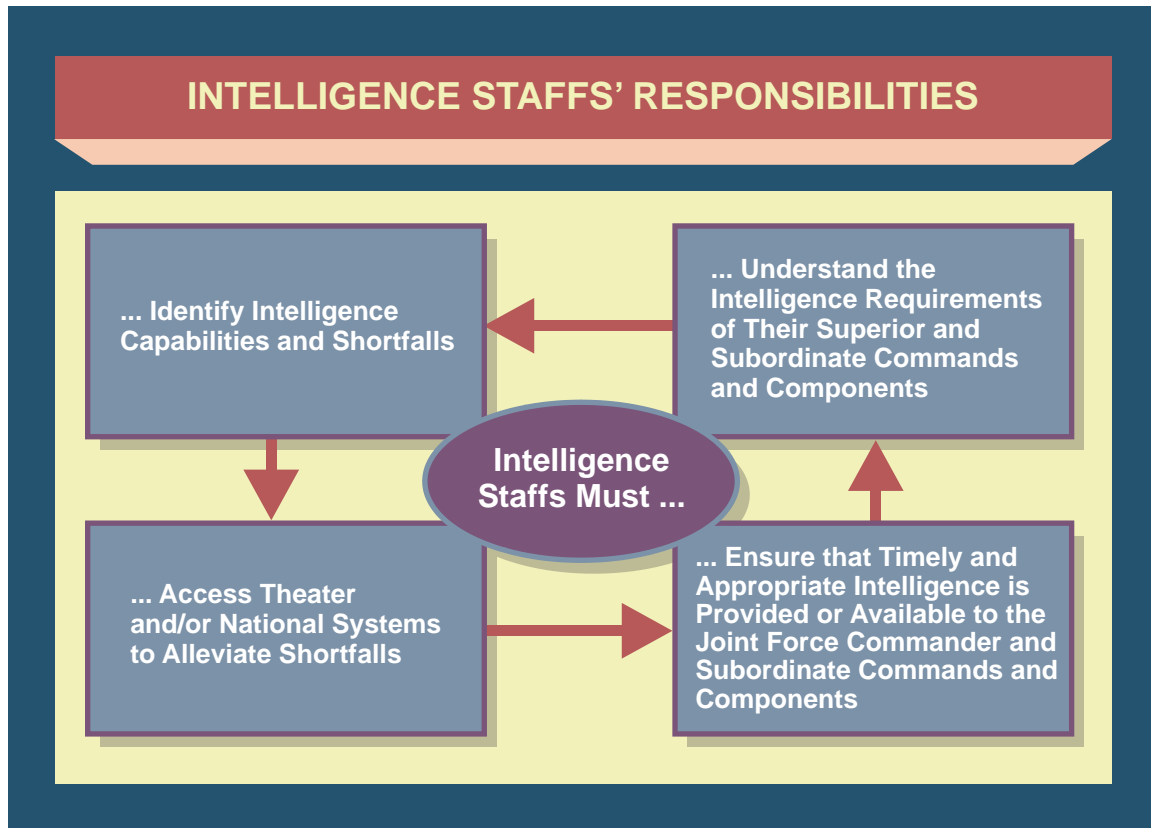 INTELLIGENCE STAFFS’ RESPONSIBILITIES
... Identify Intelligence
Capabilities and Shortfalls
... Understand the
Intelligence Requirements
of Their Superior and
Subordinate Commands
and Components
Intelligence
Staffs Must ...
... Access Theater
and/or National Systems
to Alleviate Shortfalls
... Ensure that Timely and
Appropriate Intelligence is
Provided or Available to the
Joint Force Commander and
Subordinate Commands and
Components